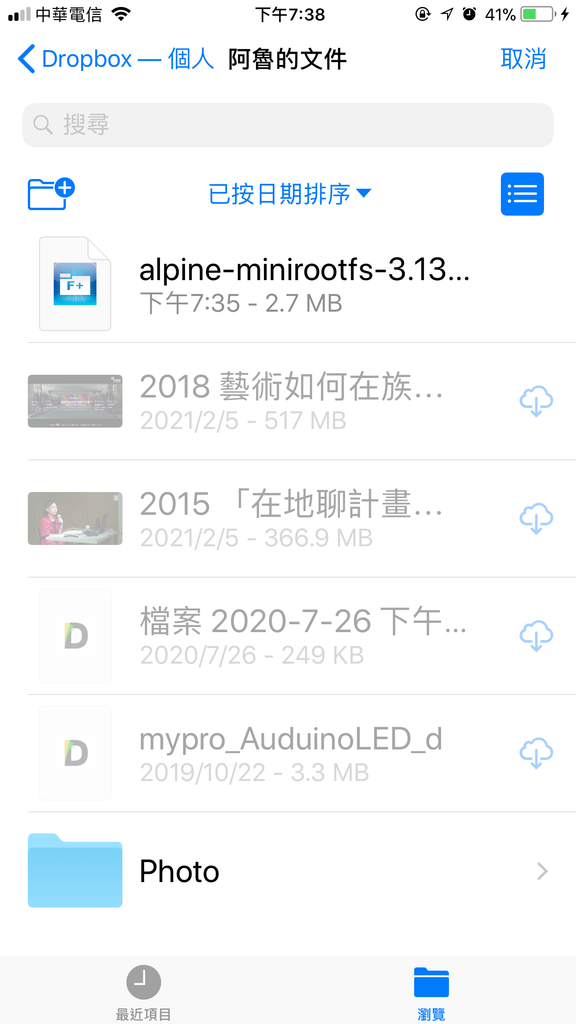 中華電信 下午7:38 41%
Dropbox — 個人 阿魯的文件 取消
搜尋
已按日期排序
F+
alpine-minirootfs-3.13...
下午7:35 - 2.7 MB
2018 藝術如何在族...
2021/2/5 - 517 MB
2015 「在地聊計畫...
2021/2/5 - 366.9 MB
D
檔案 2020-7-26 下午...
2020/7/26 - 249 KB
D
mypro_AuduinoLED_d
2019/10/22 - 3.3 MB
Photo
最近項目 瀏覽